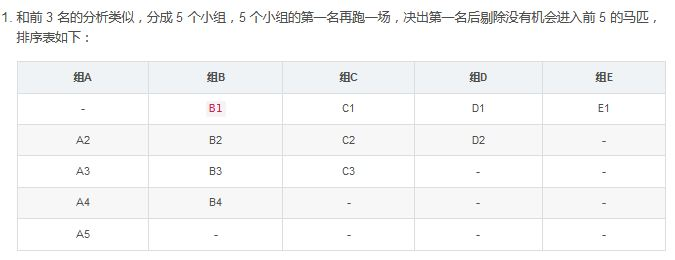 1. 和前 3 名的分析类似，分成 5 个小组，5 个小组的第一名再跑一场，决出第一名后剔除没有机会进入前 5 的马匹，
排序表如下：
组A 组B 组C 组D 组E
- B1 C1 D1 E1
A2 B2 C2 D2 -
A3 B3 C3 - -
A4 B4 - - -
A5 - - - -